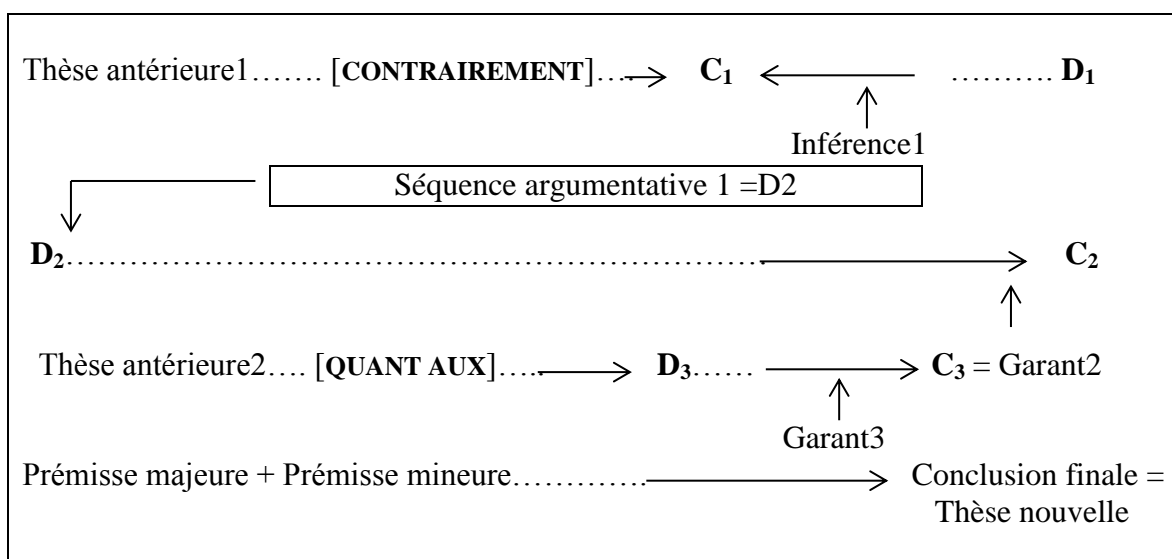 Thèse antérieure1……. [CONTRAIREMENT]…. C1 ………. D1
Inférence1
Séquence argumentative 1 =D2
D2…………………………………………………………………. C2
Thèse antérieure2…. [QUANT AUX]….. D3…… C3 = Garant2
Garant3
Prémisse majeure + Prémisse mineure…………. Conclusion finale =
Thèse nouvelle